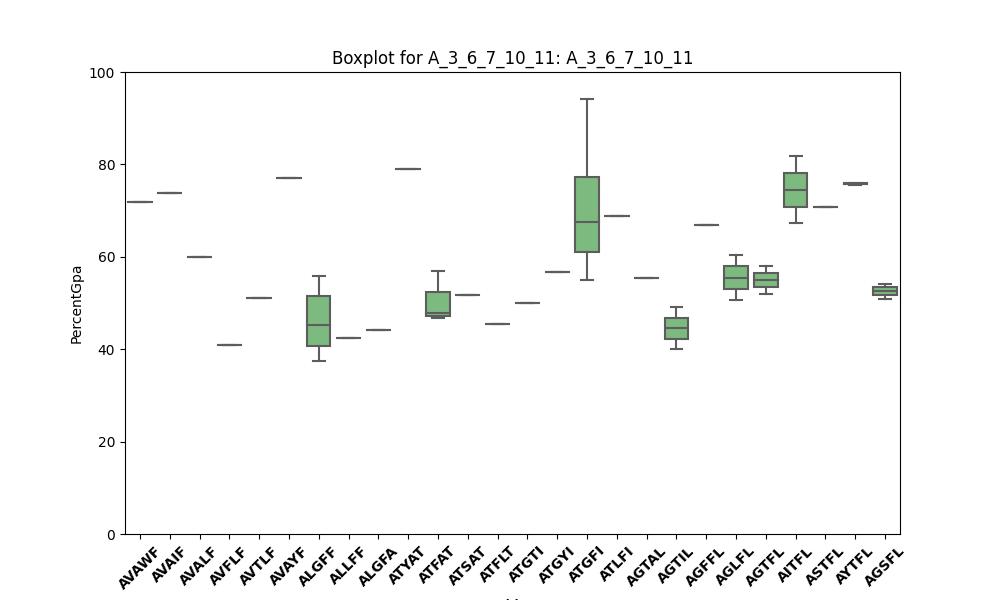 Boxplot for A_3_6_7_10_11: A_3_6_7_10_11
PercentGpa
100
80
60
40
20
0
AVAWF
AVAIF
AVALF
AVFLF
AVTLF
AVAYF
ALGFF
ALLFF
ALGFA
ATYAT
ATFAT
ATSAT
ATFLT
ATGTI
ATGYI
ATGFI
ATLFI
AGTAL
AGTIL
AGFFL
AGLFL
AGTFL
AITFL
ASTFL
AYTFL
AGSFL